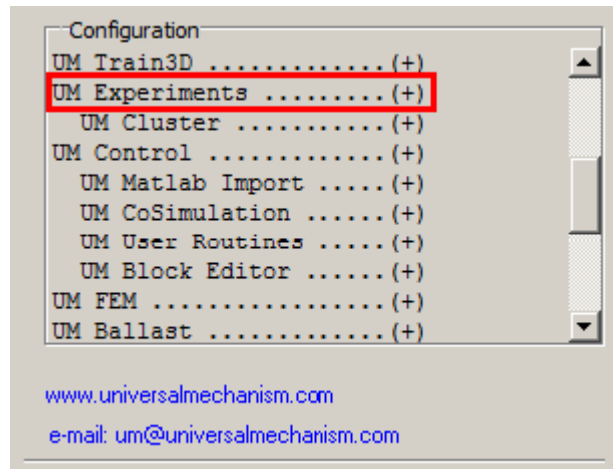 Configuration
UM Train3D .............(+)
UM Experiments .........(+)
UM Cluster ...........(+)
UM Control .............(+)
UM Matlab Import .....(+)
UM CoSimulation ......(+)
UM User Routines .....(+)
UM Block Editor ......(+)
UM FEM .................(+)
UM Ballast .............(+)
www.universalmechanism.com
e-mail: um@universalmechanism.com